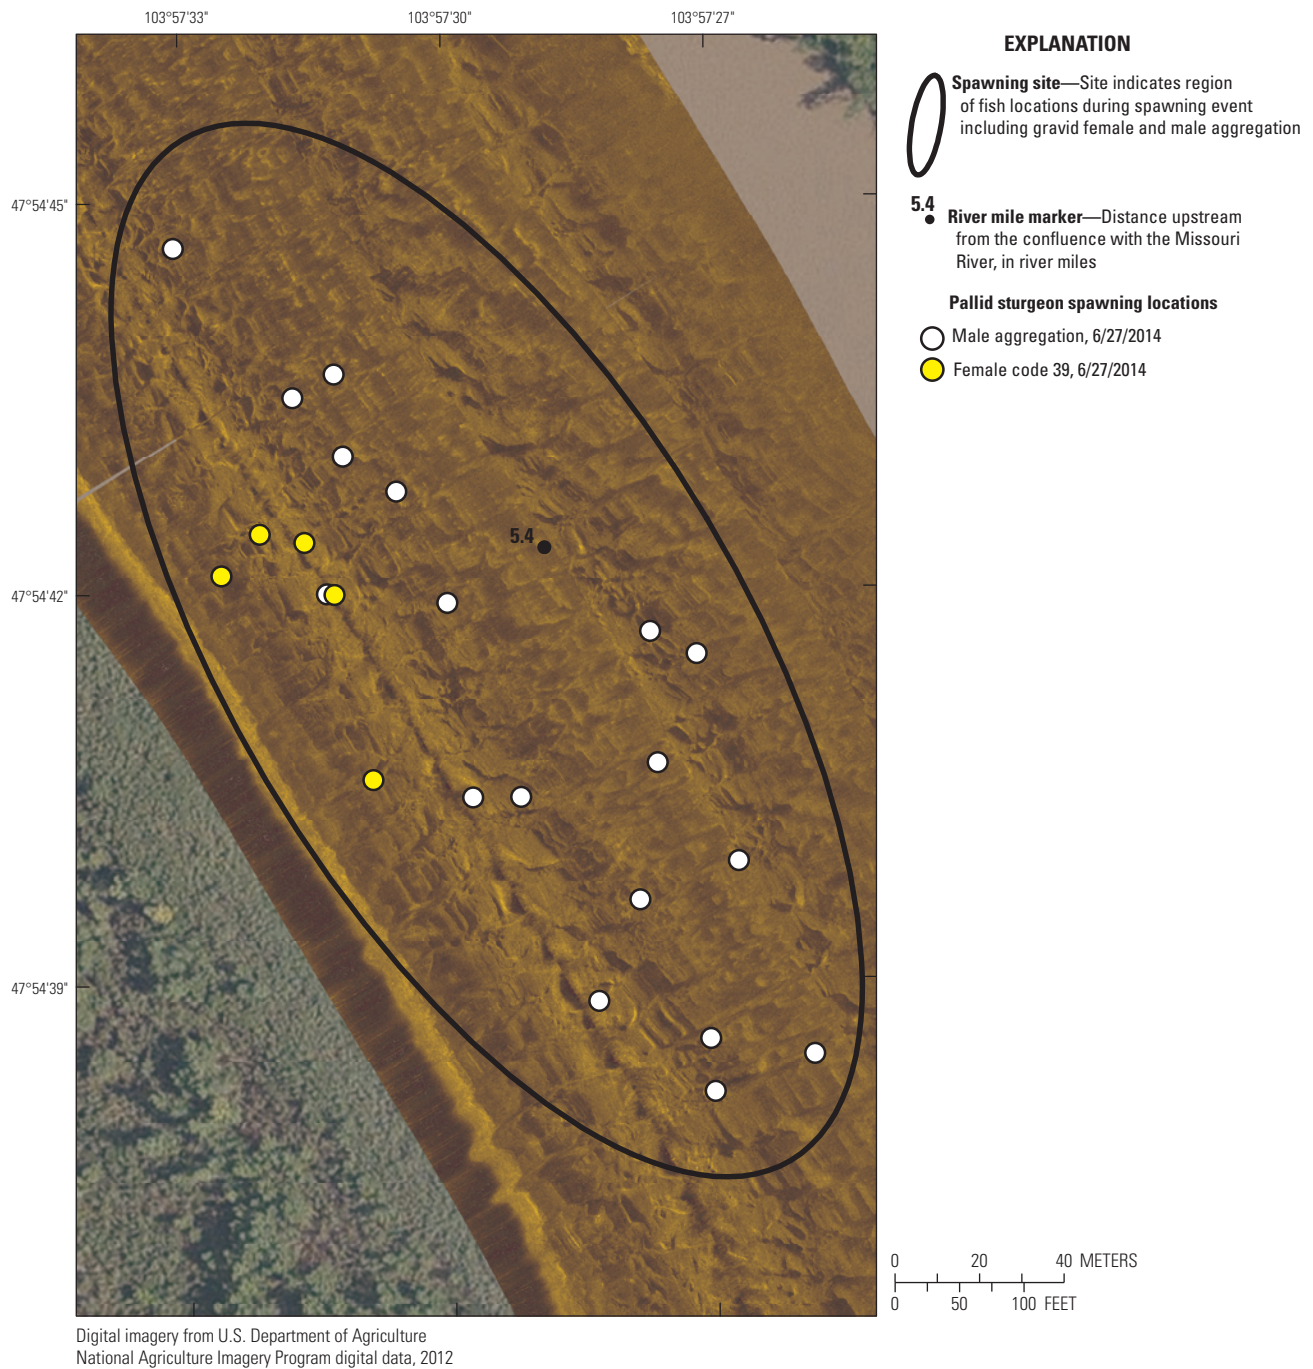 103°57'33"
103°57'30"
103°57'27"
47°54'45"
47°54'42"
47°54'39"
5.4
EXPLANATION
Spawning site—Site indicates region
of fish locations during spawning event
including gravid female and male aggregation
5.4
River mile marker—Distance upstream
from the confluence with the Missouri
River, in river miles
Pallid sturgeon spawning locations
Male aggregation, 6/27/2014
Female code 39, 6/27/2014
0 20 40 METERS
0 50 100 FEET
Digital imagery from U.S. Department of Agriculture
National Agriculture Imagery Program digital data, 2012